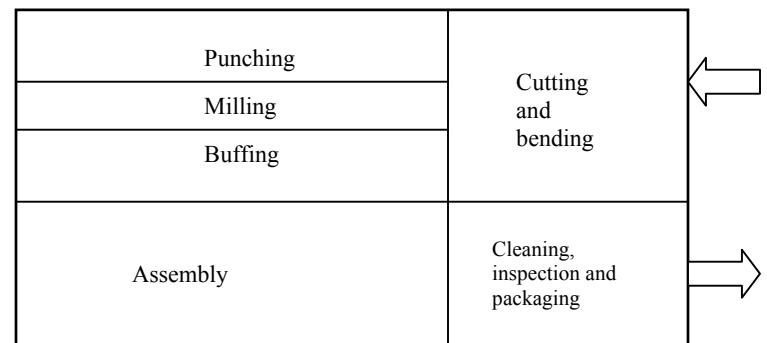 Punching
Milling
Buffing
Cutting
and
bending
Assembly
Cleaning,
inspection and
packaging